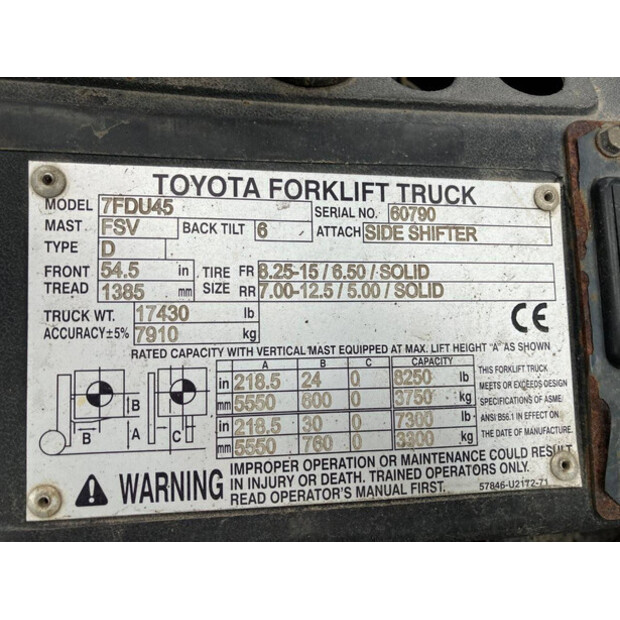 TOYOTA FORKLIFT TRUCK
MODEL 7FDU45 SERIAL NO. 60790
MAST FSV BACK TILT 6 ATTACH SIDE SHIFTER
TYPE D
FRONT 54.5 in TIRE FR 8.25-15 / 6.50 / SOLID
TREAD 1385 mm SIZE RR 7.00-12.5 / 5.00 / SOLID
TRUCK WT. 17430 lb
ACCURACY ±5% 7910 kg
CE
RATED CAPACITY WITH VERTICAL MAST EQUIPPED AT MAX. LIFT HEIGHT "A" AS SHOWN
A B C CAPACITY
in 218.5 24 0 8250 lb
mm 5550 600 0 3750 kg
in 218.5 30 0 7300 lb
mm 5550 760 0 3300 kg
B B A C
THIS FORKLIFT TRUCK
MEETS OR EXCEEDS DESIGN
SPECIFICATIONS OF ASME
ANSI B56.1 IN EFFECT ON
THE DATE OF MANUFACTURE.
WARNING
IMPROPER OPERATION OR MAINTENANCE COULD RESULT
IN INJURY OR DEATH. TRAINED OPERATORS ONLY.
READ OPERATOR'S MANUAL FIRST.
57846-U2172-71